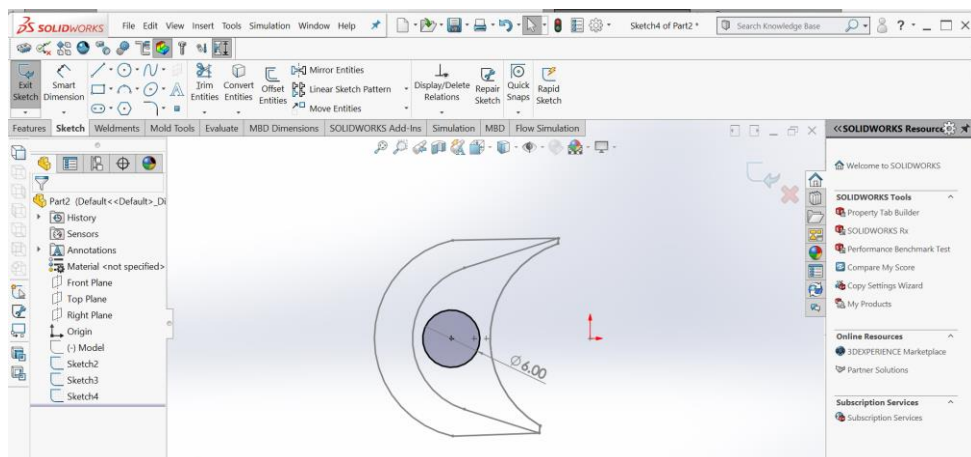 SOLIDWORKS File Edit View Insert Tools Simulation Window Help Sketch4 of Part2 * Search Knowledge Base ?
Exit Sketch
Smart Dimension
Trim Entities
Convert Entities
Offset Entities
Mirror Entities
Linear Sketch Pattern
Move Entities
Display/Delete Relations
Repair Sketch
Quick Snaps
Rapid Sketch
Features Sketch Weldments Mold Tools Evaluate MBD Dimensions SOLIDWORKS Add-Ins Simulation MBD Flow Simulation
Part2 (Default<<Default>_Di
History
Sensors
Annotations
Material <not specified>
Front Plane
Top Plane
Right Plane
Origin
(-) Model
Sketch2
Sketch3
Sketch4
Ø6.00
«SOLIDWORKS Resource
Welcome to SOLIDWORKS
SOLIDWORKS Tools
Property Tab Builder
SOLIDWORKS Rx
Performance Benchmark Test
Compare My Score
Copy Settings Wizard
My Products
Online Resources
3DEXPERIENCE Marketplace
Partner Solutions
Subscription Services
Subscription Services